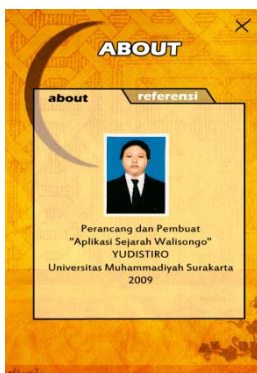 ABOUT
about
referensi
Perancang dan Pembuat
"Aplikasi Sejarah Walisongo"
YUDISTIRO
Universitas Muhammadiyah Surakarta
2009